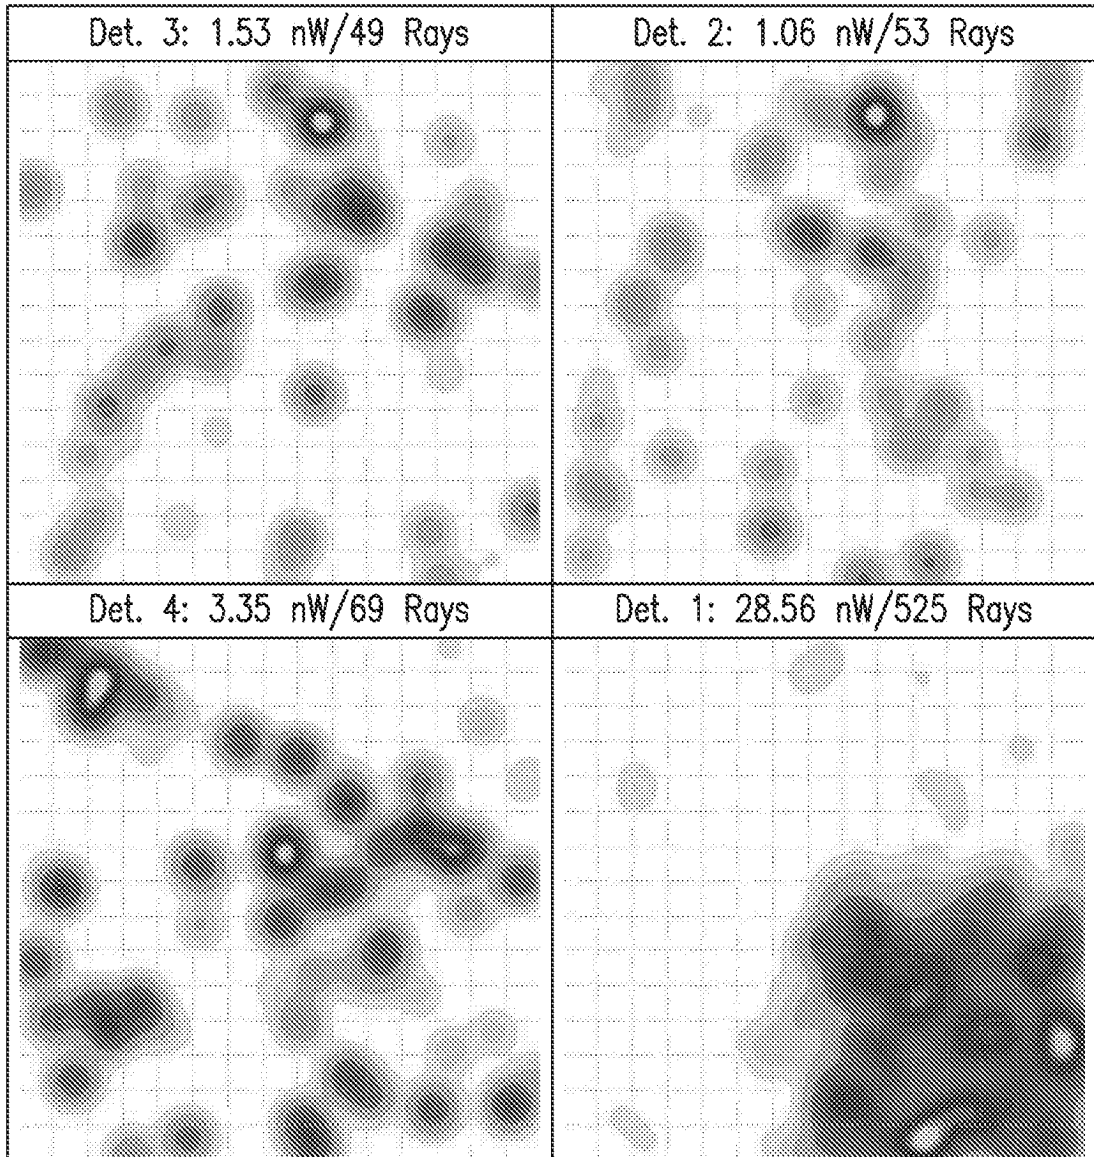 Det. 3: 1.53 nW/49 Rays
Det. 2: 1.06 nW/53 Rays
Det. 4: 3.35 nW/69 Rays
Det. 1: 28.56 nW/525 Rays